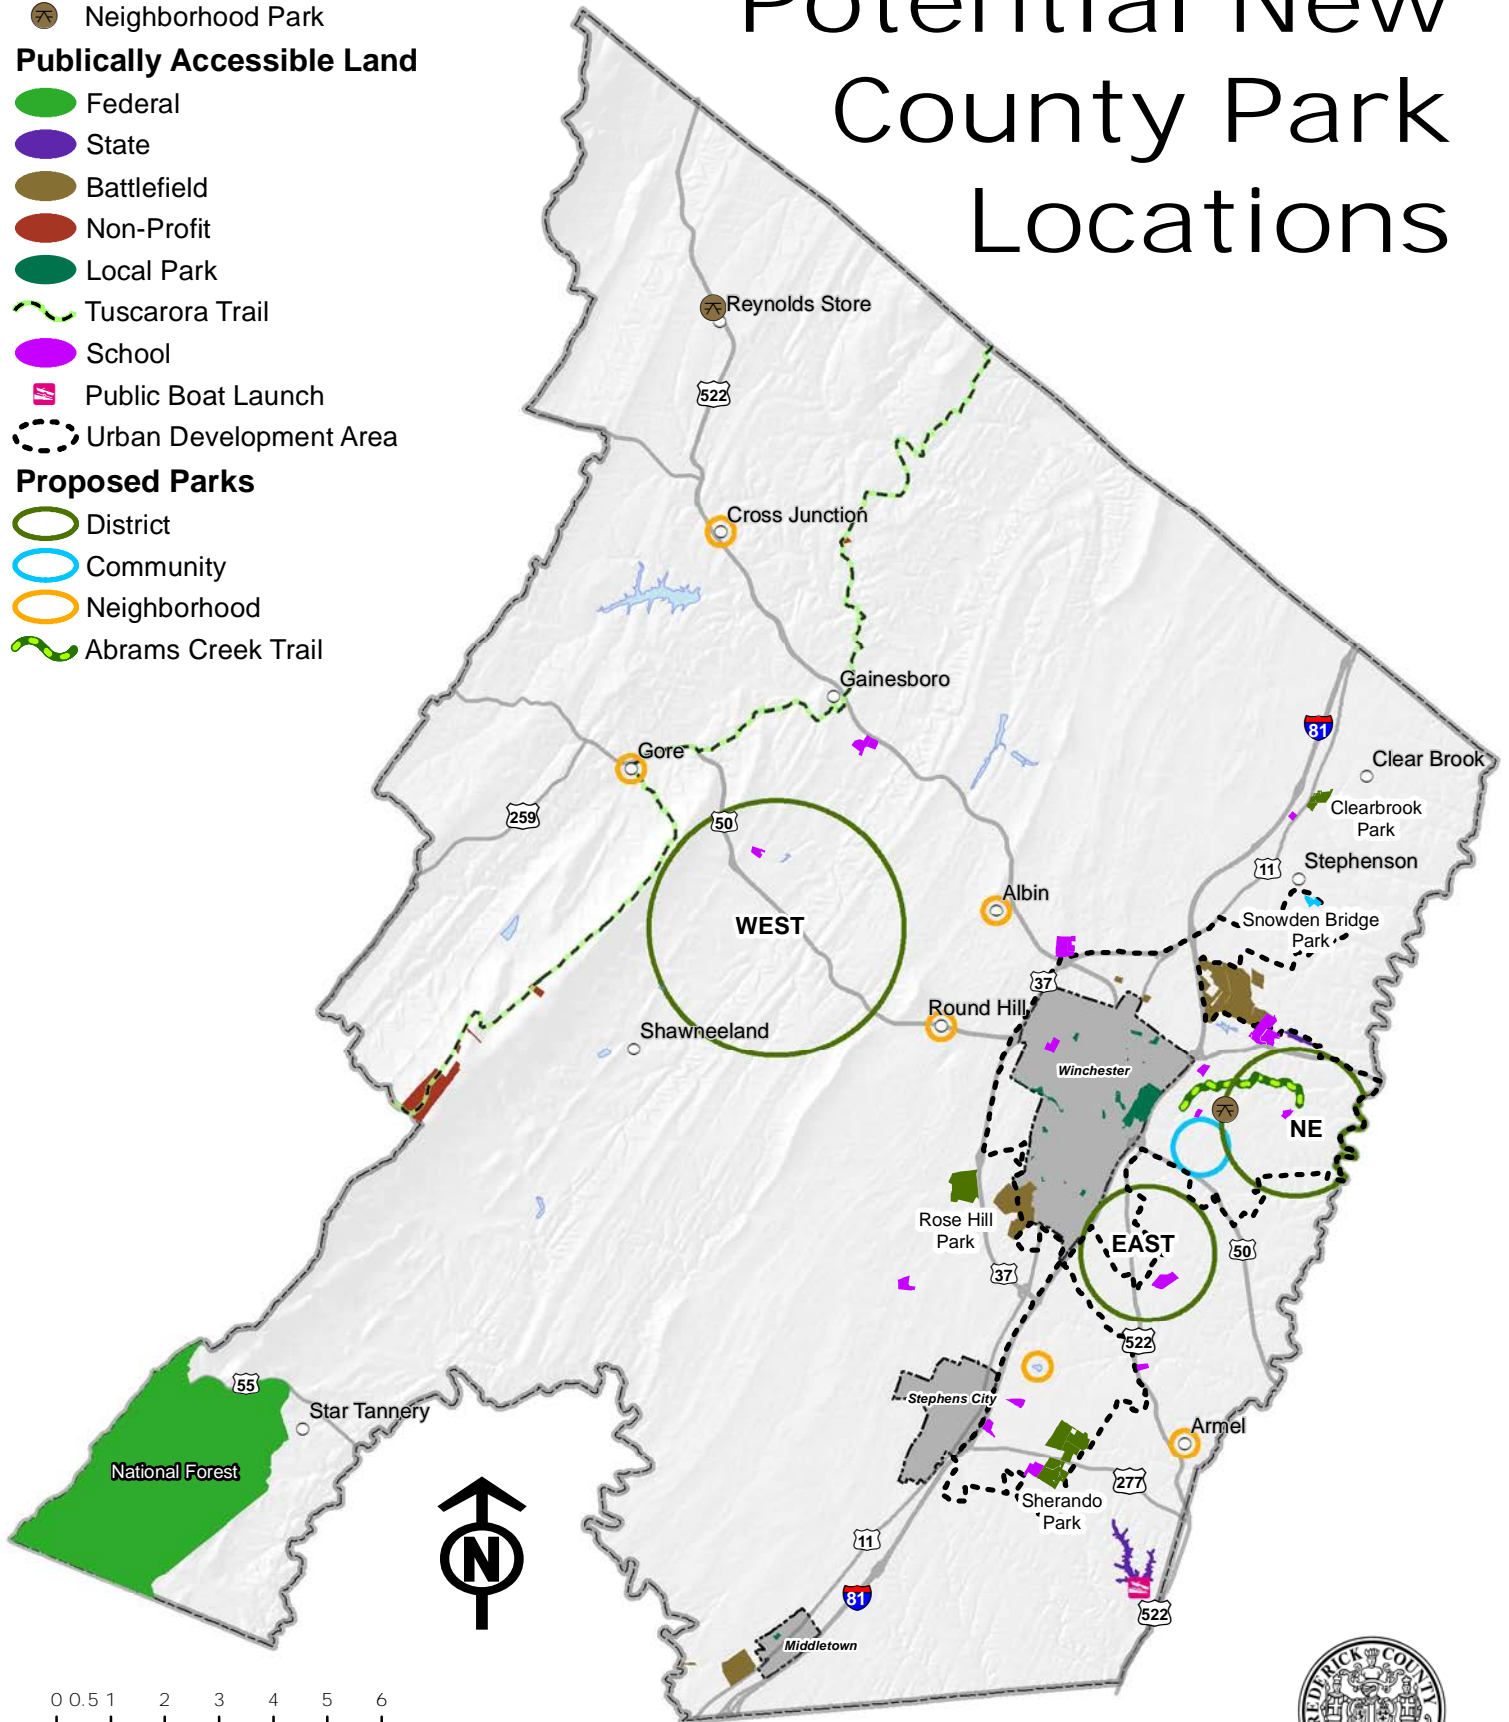 Potential New
County Park
Locations
Neighborhood Park
Publically Accessible Land
Federal
State
Battlefield
Non-Profit
Local Park
Tuscarora Trail
School
Public Boat Launch
Urban Development Area
Proposed Parks
District
Community
Neighborhood
Abrams Creek Trail
Reynolds Store
522
Cross Junction
Gainesboro
Gore
259
50
81
Clear Brook
Clearbrook
Park
11
Stephenson
Snowden Bridge
Park
Albin
WEST
37
Round Hill
Shawneeland
Winchester
NE
Rose Hill
Park
EAST
50
37
522
55
Star Tannery
National Forest
Stephens City
Armel
277
Sherando
Park
N
11
81
522
Middletown
0 0.5 1 2 3 4 5 6
FREDERICK COUNTY